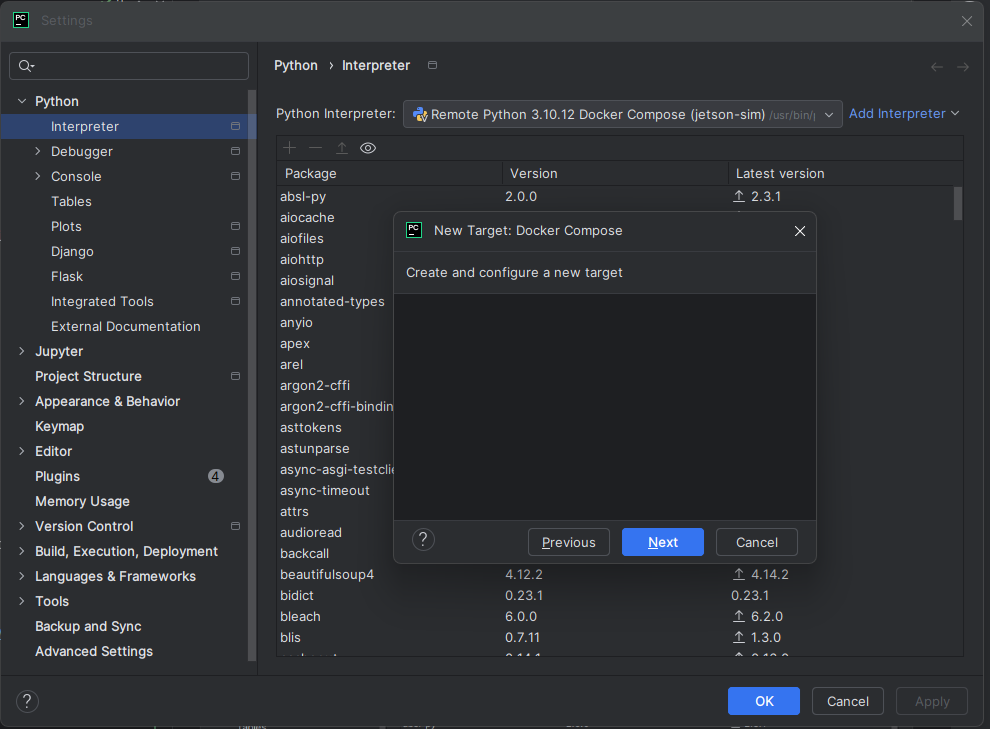 PC Settings
Python › Interpreter
Python Interpreter: Remote Python 3.10.12 Docker Compose (jetson-sim) /usr/bin/ Add Interpreter
Python
Interpreter
Debugger
Console
Tables
Plots
Django
Flask
Integrated Tools
External Documentation
Jupyter
Project Structure
Appearance & Behavior
Keymap
Editor
Plugins 4
Memory Usage
Version Control
Build, Execution, Deployment
Languages & Frameworks
Tools
Backup and Sync
Advanced Settings
Package Version Latest version
absl-py 2.0.0 2.3.1
aiocache
aiofiles
aiohttp
aiosignal
annotated-types
anyio
apex
arel
argon2-cffi
argon2-cffi-bindin
asttokens
astunparse
async-asgi-testclie
async-timeout
attrs
audioread
backcall
beautifulsoup4 4.12.2 4.14.2
bidict 0.23.1 0.23.1
bleach 6.0.0 6.2.0
blis 0.7.11 1.3.0
PC New Target: Docker Compose
Create and configure a new target
? Previous Next Cancel
? OK Cancel Apply